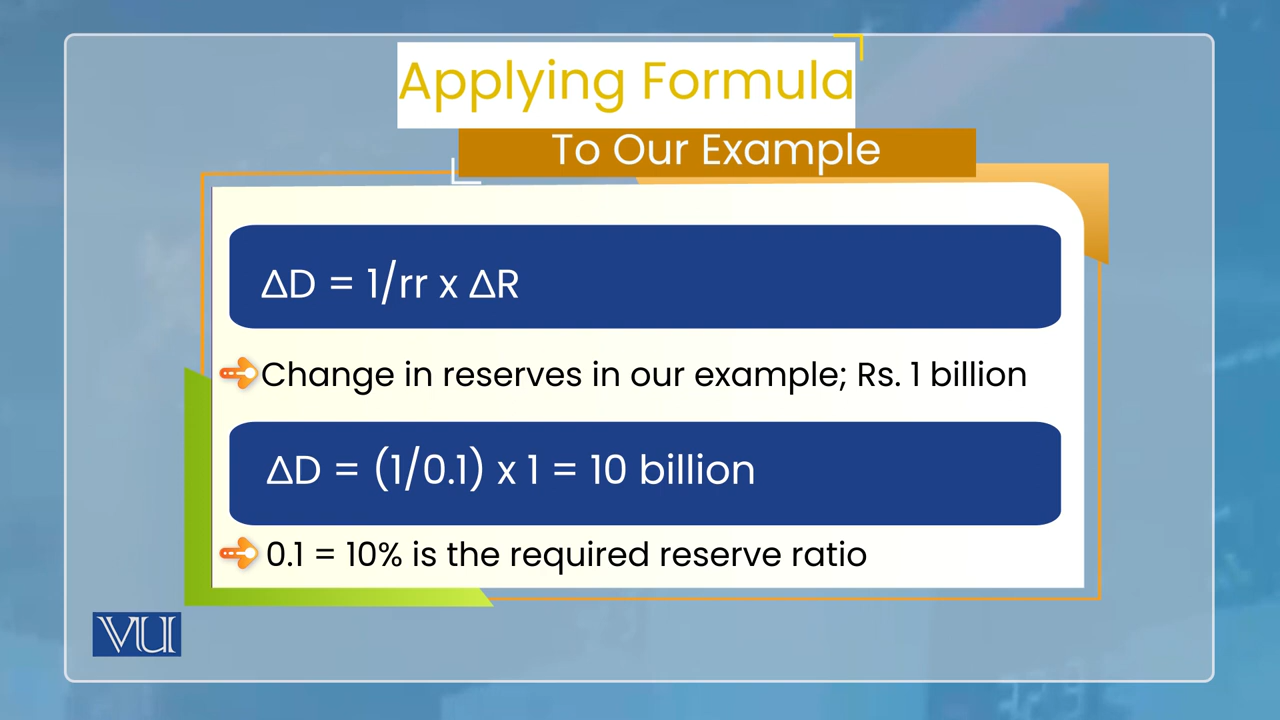 Applying Formula
To Our Example
ΔD = 1/rr x ΔR
Change in reserves in our example; Rs. 1 billion
ΔD = (1/0.1) x 1 = 10 billion
0.1 = 10% is the required reserve ratio
VU